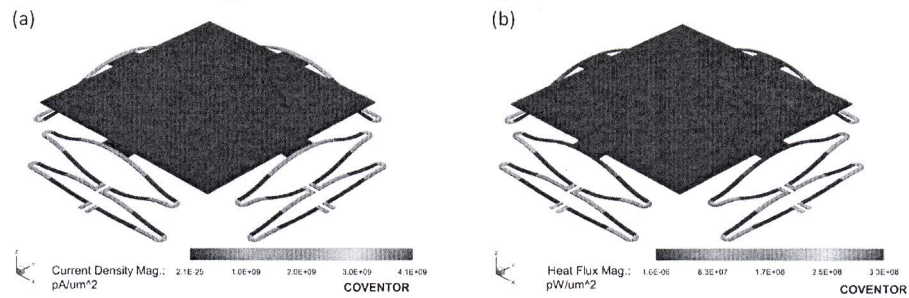 (a)
(b)
Current Density Mag.:
pA/um^2
2.1E-25 1.0E+09 2.0E+09 3.0E+09 4.1E+09
COVENTOR
Heat Flux Mag.:
pW/um^2
1.6E-06 8.3E+07 1.7E+08 2.5E+08 3.3E+08
COVENTOR